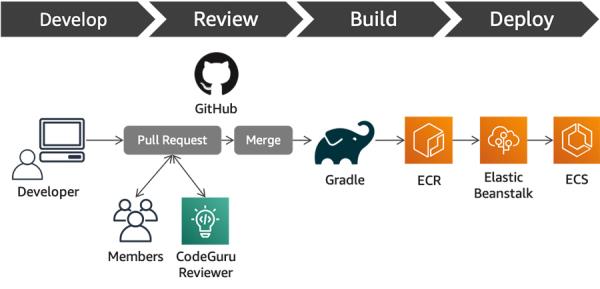 Develop
Review
Build
Deploy
GitHub
Pull Request
Merge
Developer
Gradle
ECR
Elastic
Beanstalk
ECS
Members
CodeGuru
Reviewer